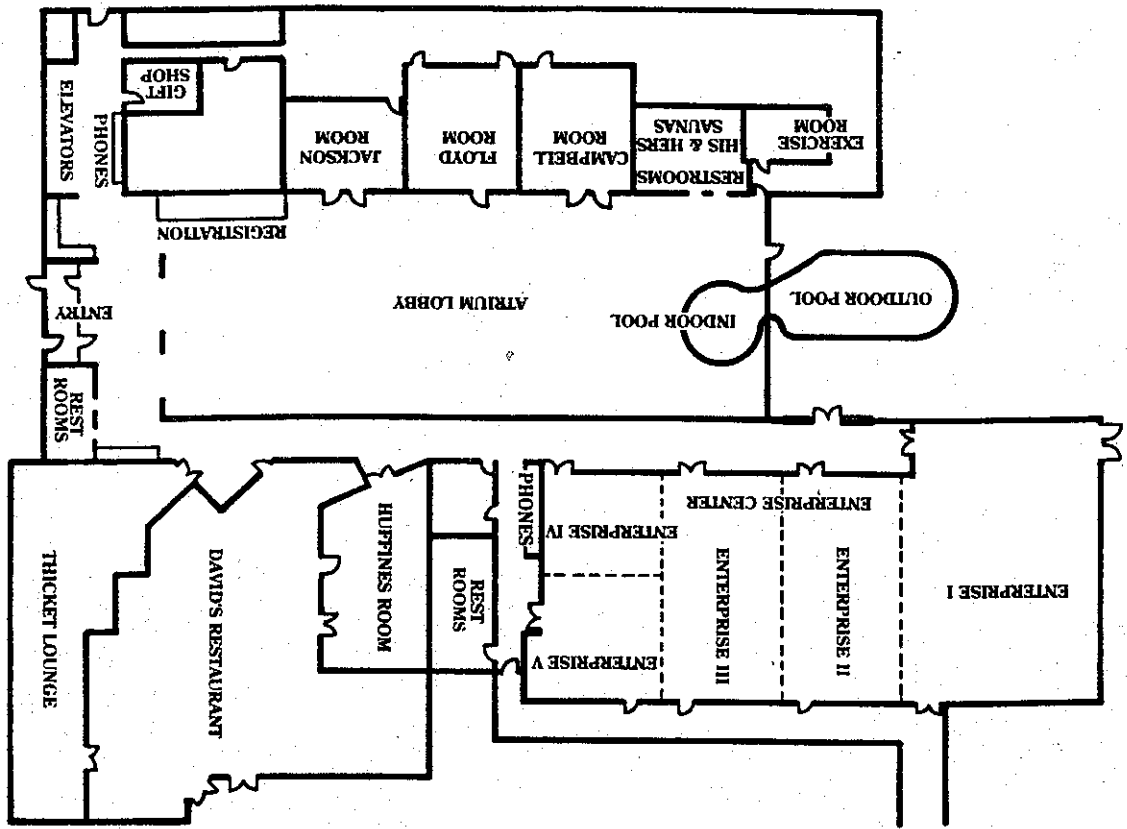 ENTERPRISE I
ENTERPRISE II
ENTERPRISE III
ENTERPRISE V
ENTERPRISE IV
ENTERPRISE CENTER
PHONES
REST
ROOMS
HUFFINES ROOM
DAVID'S RESTAURANT
THICKET LOUNGE
REST
ROOMS
OUTDOOR POOL
INDOOR POOL
ATRIUM LOBBY
ENTRY
REGISTRATION
EXERCISE
ROOM
RESTROOMS
HIS & HERS
SAUNAS
CAMPBELL
ROOM
FLOYD
ROOM
JACKSON
ROOM
GIFT
SHOP
PHONES
ELEVATORS